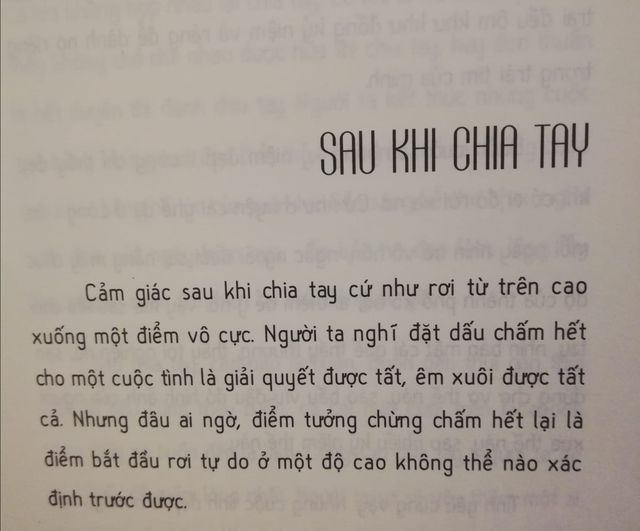 SAU KHI CHIA TAY
Cảm giác sau khi chia tay cứ như rơi từ trên cao
xuống một điểm vô cực. Người ta nghĩ đặt dấu chấm hết
cho một cuộc tình là giải quyết được tất, êm xuôi được tất
cả. Nhưng đâu ai ngờ, điểm tưởng chừng chấm hết lại là
điểm bắt đầu rơi tự do ở một độ cao không thể nào xác
định trước được.